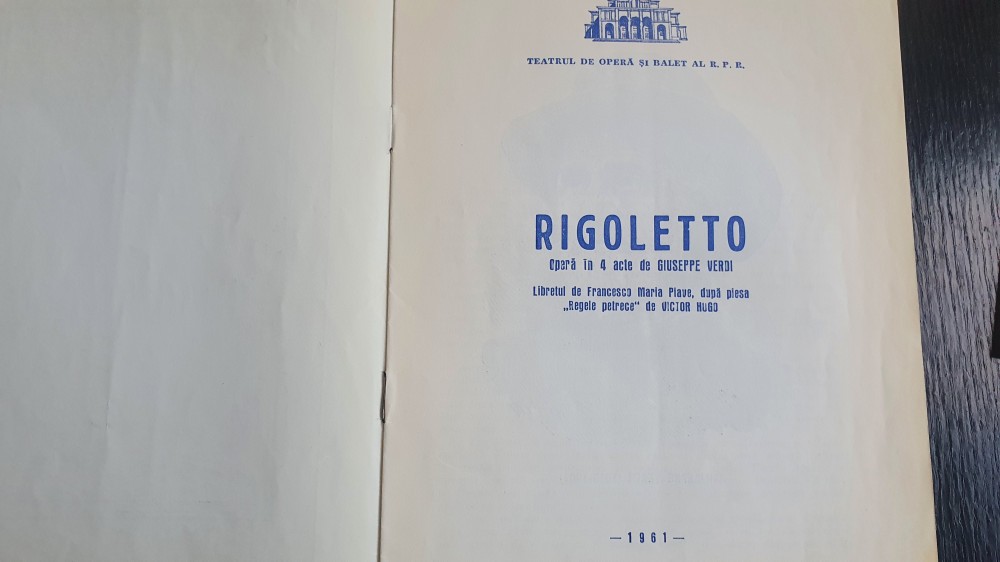 TEATRUL DE OPERĂ ȘI BALET AL R. P. R.
RIGOLETTO
Operă în 4 acte de GIUSEPPE VERDI
Libretul de Francesco Maria Piave, după piesa
„Regele petrece“ de VICTOR HUGO
— 1961 —